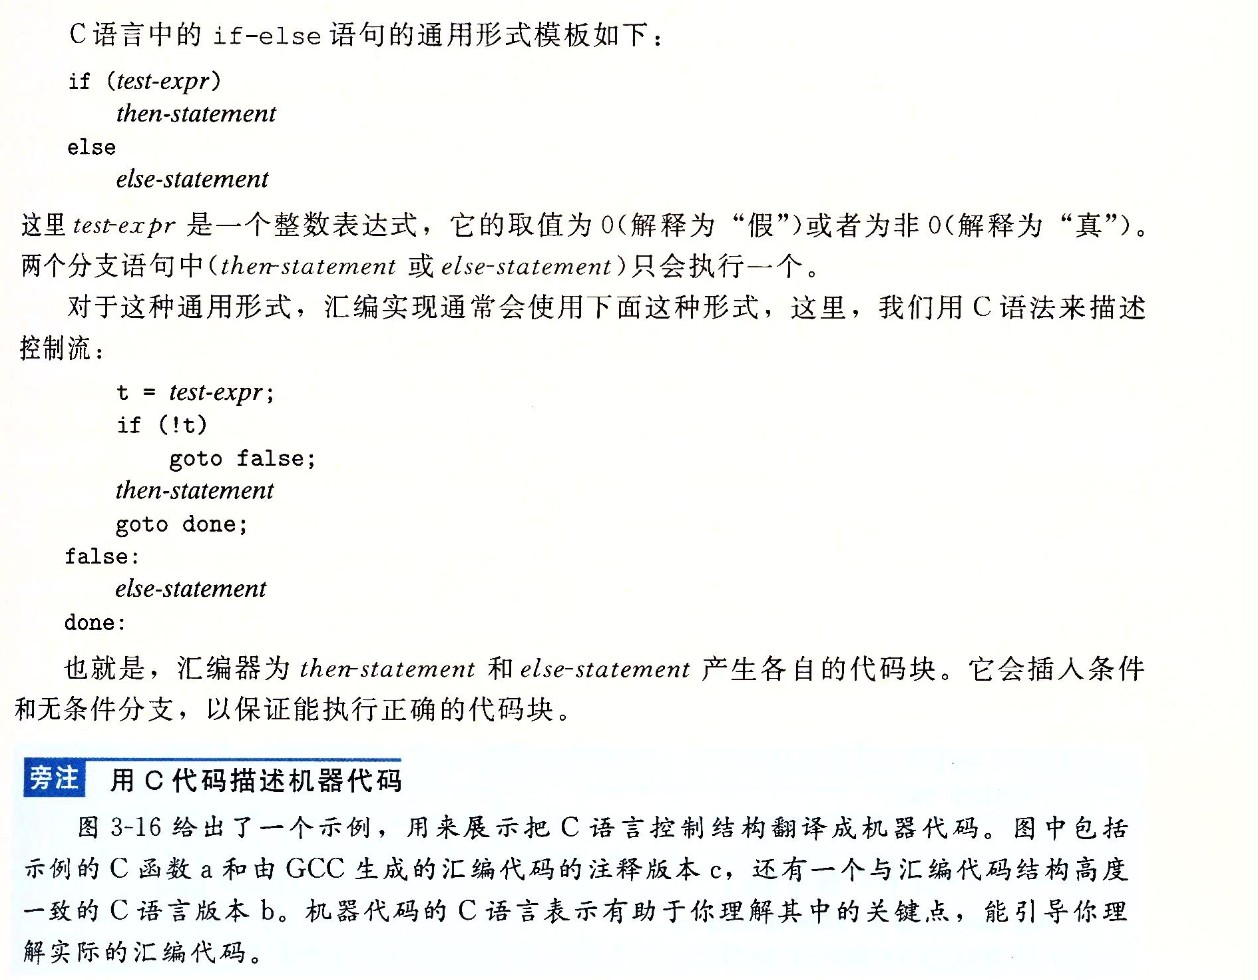 C语言中的 if-else 语句的通用形式模板如下：
if (test-expr)
then-statement
else
else-statement
这里 test-expr 是一个整数表达式，它的取值为 0(解释为“假”)或者为非 0(解释为“真”)。
两个分支语句中(then-statement 或 else-statement)只会执行一个。
对于这种通用形式，汇编实现通常会使用下面这种形式，这里，我们用 C 语法来描述
控制流：
t = test-expr;
if (!t)
goto false;
then-statement
goto done;
false:
else-statement
done:
也就是，汇编器为 then-statement 和 else-statement 产生各自的代码块。它会插入条件
和无条件分支，以保证能执行正确的代码块。
旁注 用 C 代码描述机器代码
图 3-16 给出了一个示例，用来展示把 C 语言控制结构翻译成机器代码。图中包括
示例的 C 函数 a 和由 GCC 生成的汇编代码的注释版本 c，还有一个与汇编代码结构高度
一致的 C 语言版本 b。机器代码的 C 语言表示有助于你理解其中的关键点，能引导你理
解实际的汇编代码。